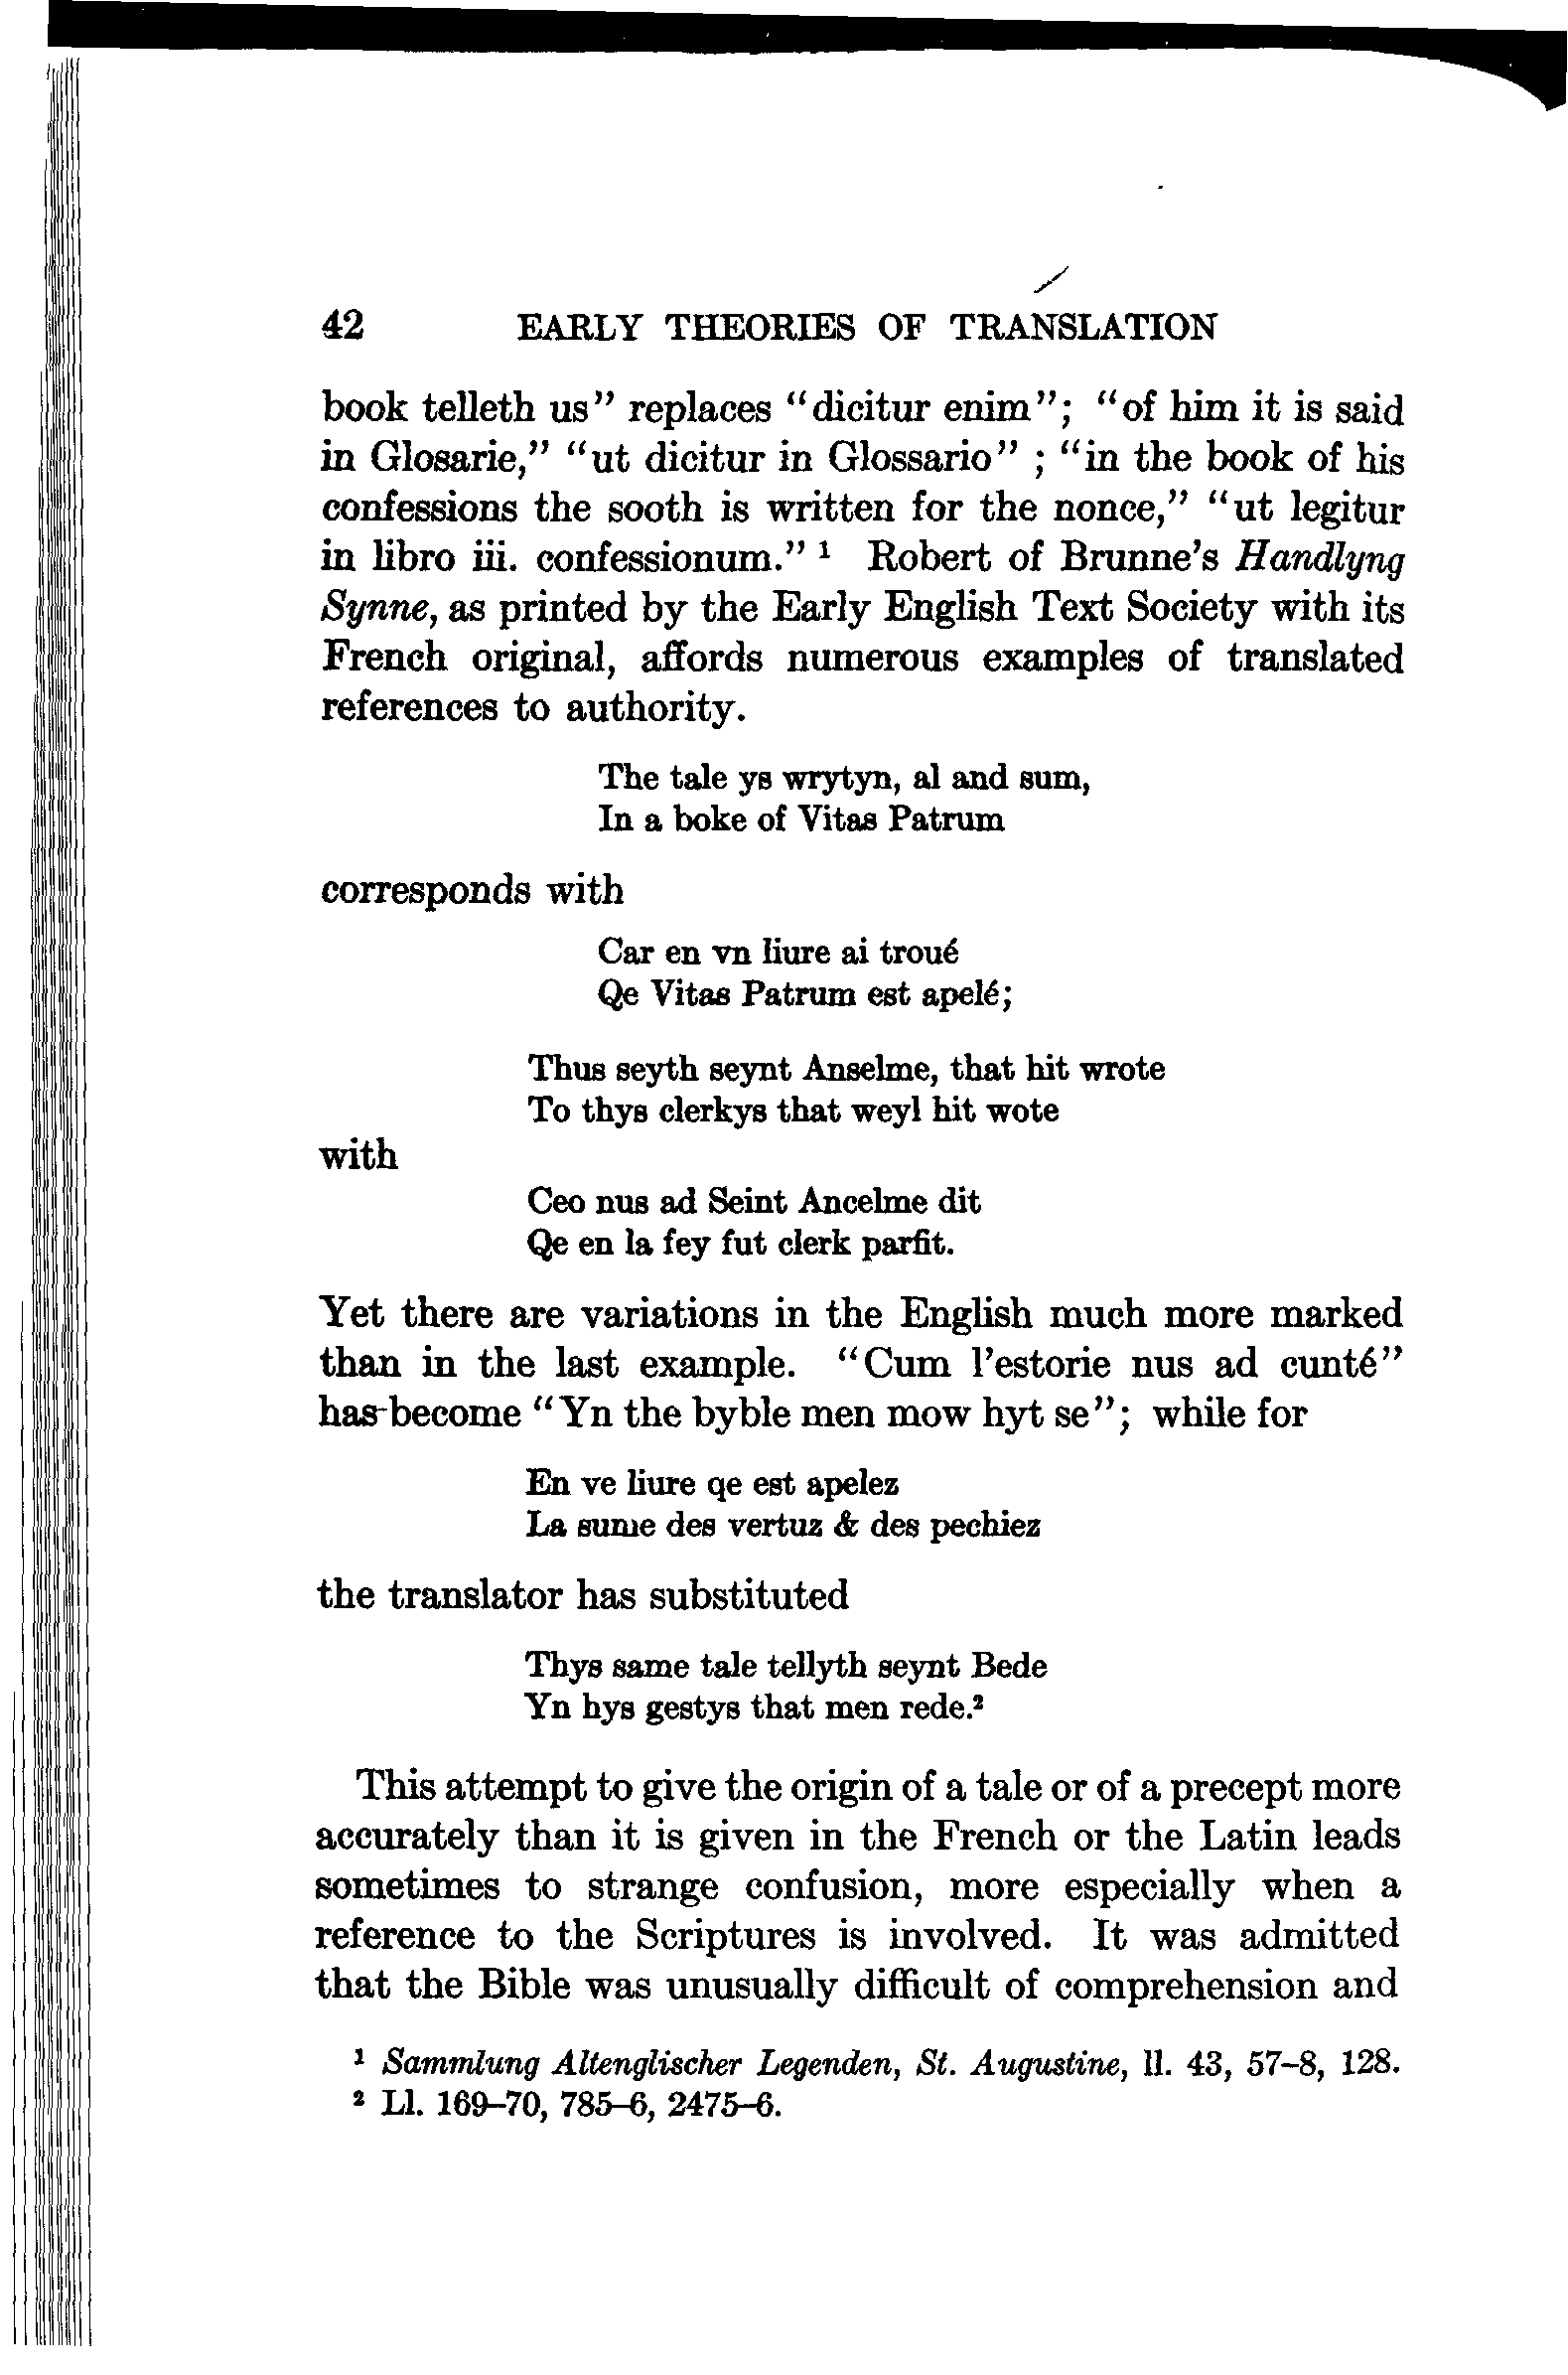 42 EARLY THEORIES OF TRANSLATION
book telleth us” replaces “dicitur enim”; “of him it is said
in Glosarie,” “ut dicitur in Glossario” ; “in the book of his
confessions the sooth is written for the nonce,” “ut legitur
in libro iii. confessionum.” ¹ Robert of Brunne’s Handlyng
Synne, as printed by the Early English Text Society with its
French original, affords numerous examples of translated
references to authority.
The tale ys wrytyn, al and sum,
In a boke of Vitas Patrum
corresponds with
Car en vn liure ai troué
Qe Vitas Patrum est apelé;
Thus seyth seynt Anselme, that hit wrote
To thys clerkys that weyl hit wote
with
Ceo nus ad Seint Ancelme dit
Qe en la fey fut clerk parfit.
Yet there are variations in the English much more marked
than in the last example. “Cum l’estorie nus ad cunté”
has become “Yn the byble men mow hyt se”; while for
En ve liure qe est apelez
La sume des vertuz & des pechiez
the translator has substituted
Thys same tale tellyth seynt Bede
Yn hys gestys that men rede.²
This attempt to give the origin of a tale or of a precept more
accurately than it is given in the French or the Latin leads
sometimes to strange confusion, more especially when a
reference to the Scriptures is involved. It was admitted
that the Bible was unusually difficult of comprehension and
¹ Sammlung Altenglischer Legenden, St. Augustine, ll. 43, 57–8, 128.
² Ll. 169–70, 785–6, 2475–6.